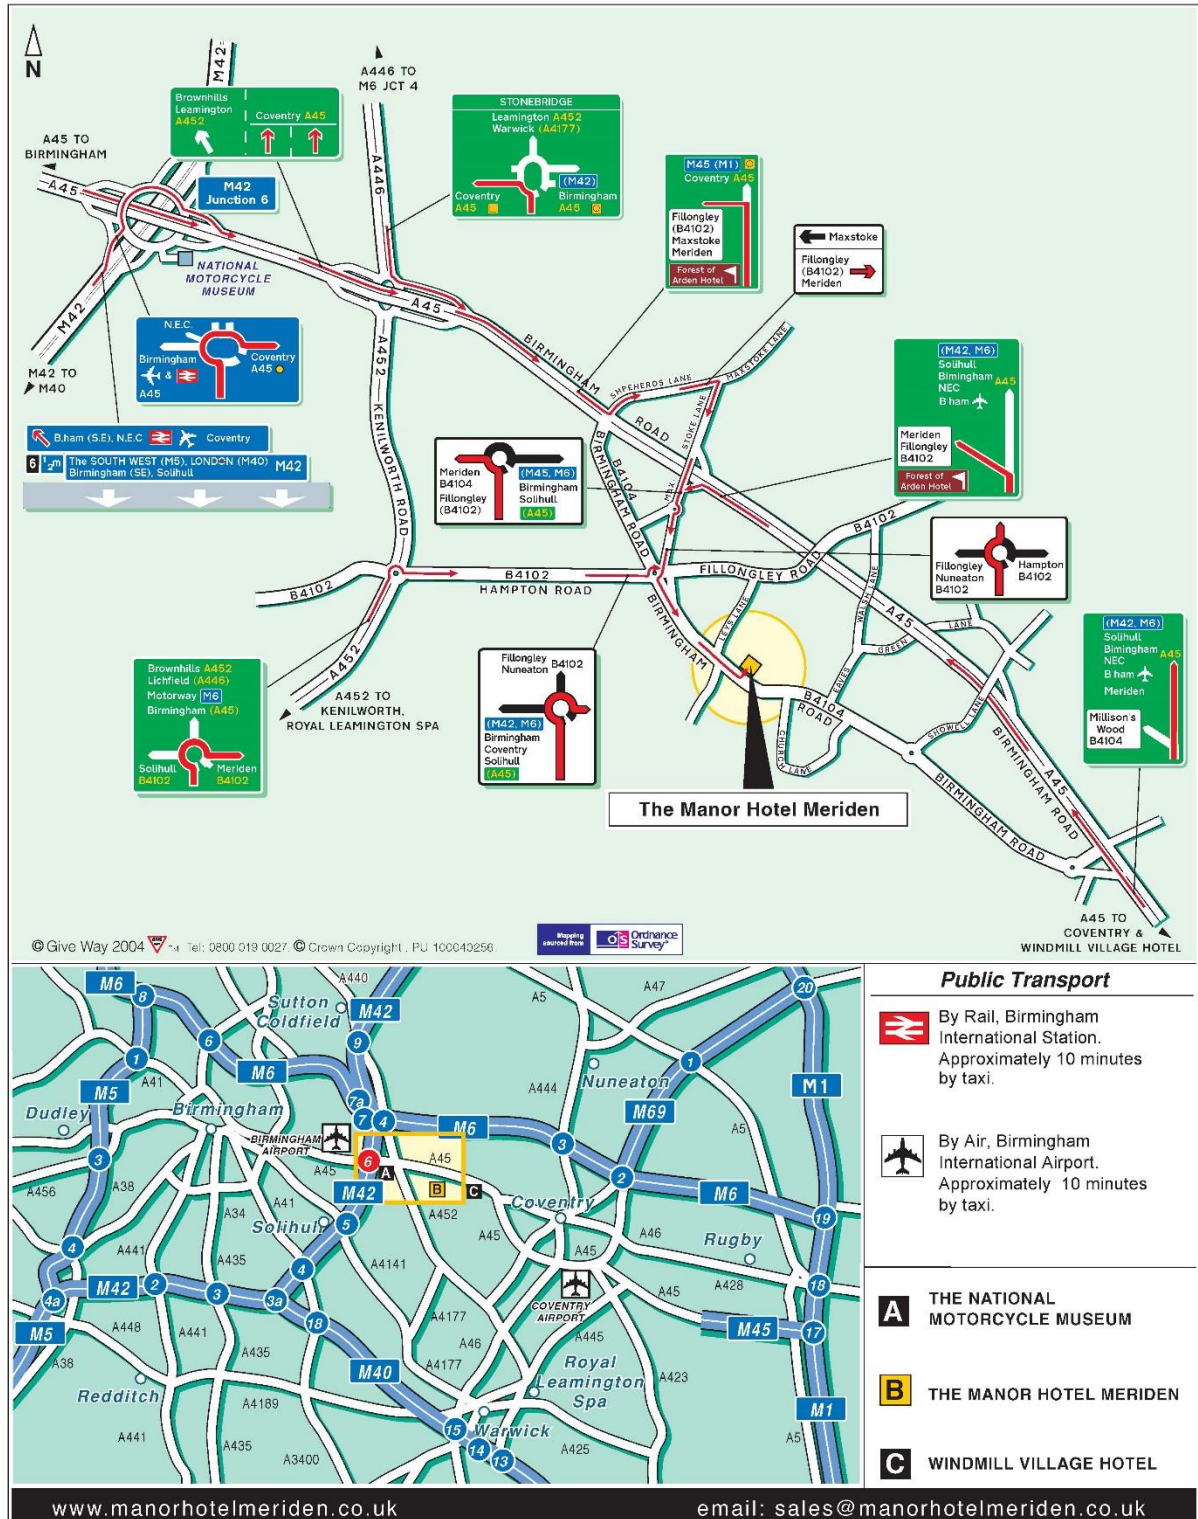 N
M42
A446 TO
M6 JCT 4
Brownhills
Leamington
A452
Coventry A45
STONEBRIDGE
Leamington A452
Warwick (A4177)
(M42)
Coventry
A45
Birmingham
A45
A45 TO
BIRMINGHAM
A45
M42
Junction 6
A446
M45 (M1)
Coventry A45
Fillongley
(B4102)
Maxstoke
Meriden
Forest of
Arden Hotel
Maxstoke
Fillongley
(B4102)
Meriden
NATIONAL
MOTORCYCLE
MUSEUM
M42
A45
N.E.C.
Birmingham
&
A45
Coventry
A45
M42 TO
M40
A452
BIRMINGHAM
ROAD
SHPEHERDS LANE
MAXSTOKE LANE
STOKE LANE
MAX
(M42, M6)
Solihull
Bimingham
NEC
B ham
A45
Meriden
Fillongley
B4102
Forest of
Arden Hotel
B.ham (S.E), N.E.C
Coventry
6
1/2m
The SOUTH WEST (M5), LONDON (M40)
Birmingham (SE), Solihull
M42
KENILWORTH ROAD
Meriden
B4104
Fillongley
(B4102)
(M45, M6)
Birmingham
Solihull
(A45)
B4104
BIRMINGHAM ROAD
B4102
Fillongley
Nuneaton
B4102
Hampton
B4102
B4102
B4102
HAMPTON ROAD
FILLONGLEY ROAD
LEYS LANE
WALSH LANE
A45
GREEN
LANE
EAVES
BIRMINGHAM
(M42, M6)
Solihull
Bimingham
NEC
B ham
Meriden
A45
Millison's
Wood
B4104
A452
Brownhills A452
Lichfield (A446)
Motorway M6
Birmingham (A45)
Solihull
B4102
Meriden
B4102
A452 TO
KENILWORTH,
ROYAL LEAMINGTON SPA
Fillongley
Nuneaton
B4102
(M42, M6)
Birmingham
Coventry
Solihull
(A45)
B4104
ROAD
CHURCH LANE
SHOWELL LANE
BIRMINGHAM ROAD
A45
BIRMINGHAM ROAD
The Manor Hotel Meriden
A45 TO
COVENTRY &
WINDMILL VILLAGE HOTEL
© Give Way 2004 Tel: 0800 019 0027. © Crown Copyright . PU 100040256.
Mapping
sourced from
OS Ordnance
Survey
M6
8
A440
Sutton
Coldfield
M42
A5
A47
20
6
9
1
M6
1
M5
A41
7a
A444
Nuneaton
M69
M1
Dudley
Birmingham
7
4
M6
A5
BIRMINGHAM
AIRPORT
3
3
A45
6
A
A45
B
C
2
M6
A456
A38
A41
M42
A452
Coventry
19
A34
Solihull
5
A45
A46
Rugby
4
A441
A435
4
A4141
A45
A428
18
M42
2
3
3a
COVENTRY
AIRPORT
A45
4a
18
A4177
M45
17
M5
A448
A441
A46
A445
A38
A435
M40
A4177
Royal
Leamington
Spa
A423
Redditch
A4189
M1
15
Warwick
A441
A435
A3400
14
13
A425
A5
Public Transport
By Rail, Birmingham
International Station.
Approximately 10 minutes
by taxi.
By Air, Birmingham
International Airport.
Approximately 10 minutes
by taxi.
A THE NATIONAL
MOTORCYCLE MUSEUM
B THE MANOR HOTEL MERIDEN
C WINDMILL VILLAGE HOTEL
www.manorhotelmeriden.co.uk
email: sales@manorhotelmeriden.co.uk